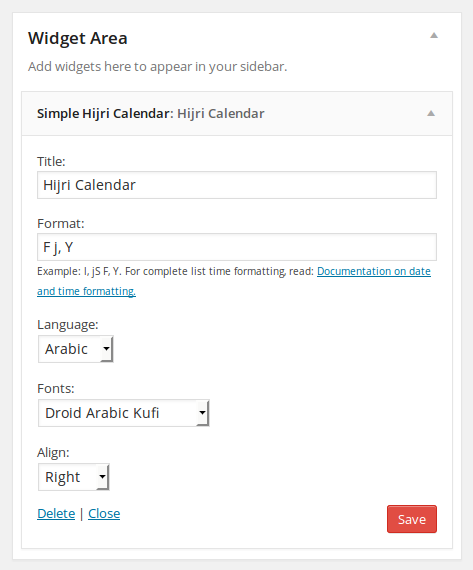 Widget Area
Add widgets here to appear in your sidebar.
Simple Hijri Calendar: Hijri Calendar
Title:
Hijri Calendar
Format:
F j, Y
Example: l, jS F, Y. For complete list time formatting, read: Documentation on date
and time formatting.
Language:
Arabic
Fonts:
Droid Arabic Kufi
Align:
Right
Delete | Close
Save